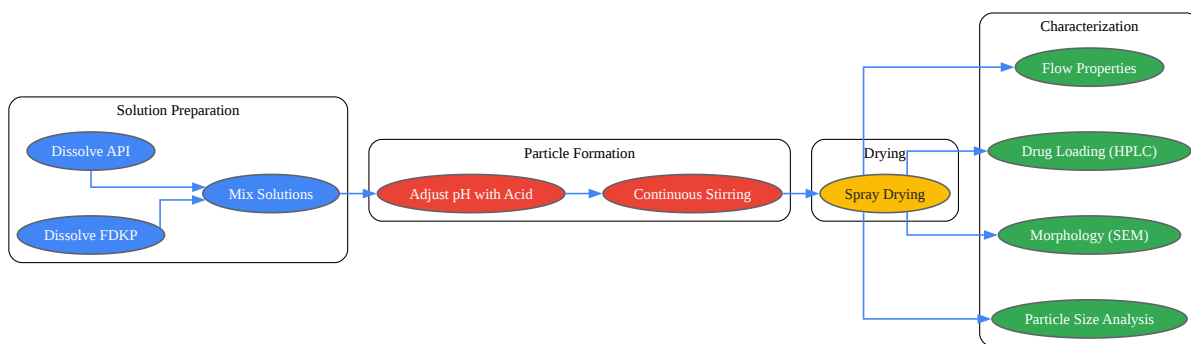 Solution Preparation
Dissolve API
Dissolve FDKP
Mix Solutions
Particle Formation
Adjust pH with Acid
Continuous Stirring
Drying
Spray Drying
Characterization
Flow Properties
Drug Loading (HPLC)
Morphology (SEM)
Particle Size Analysis